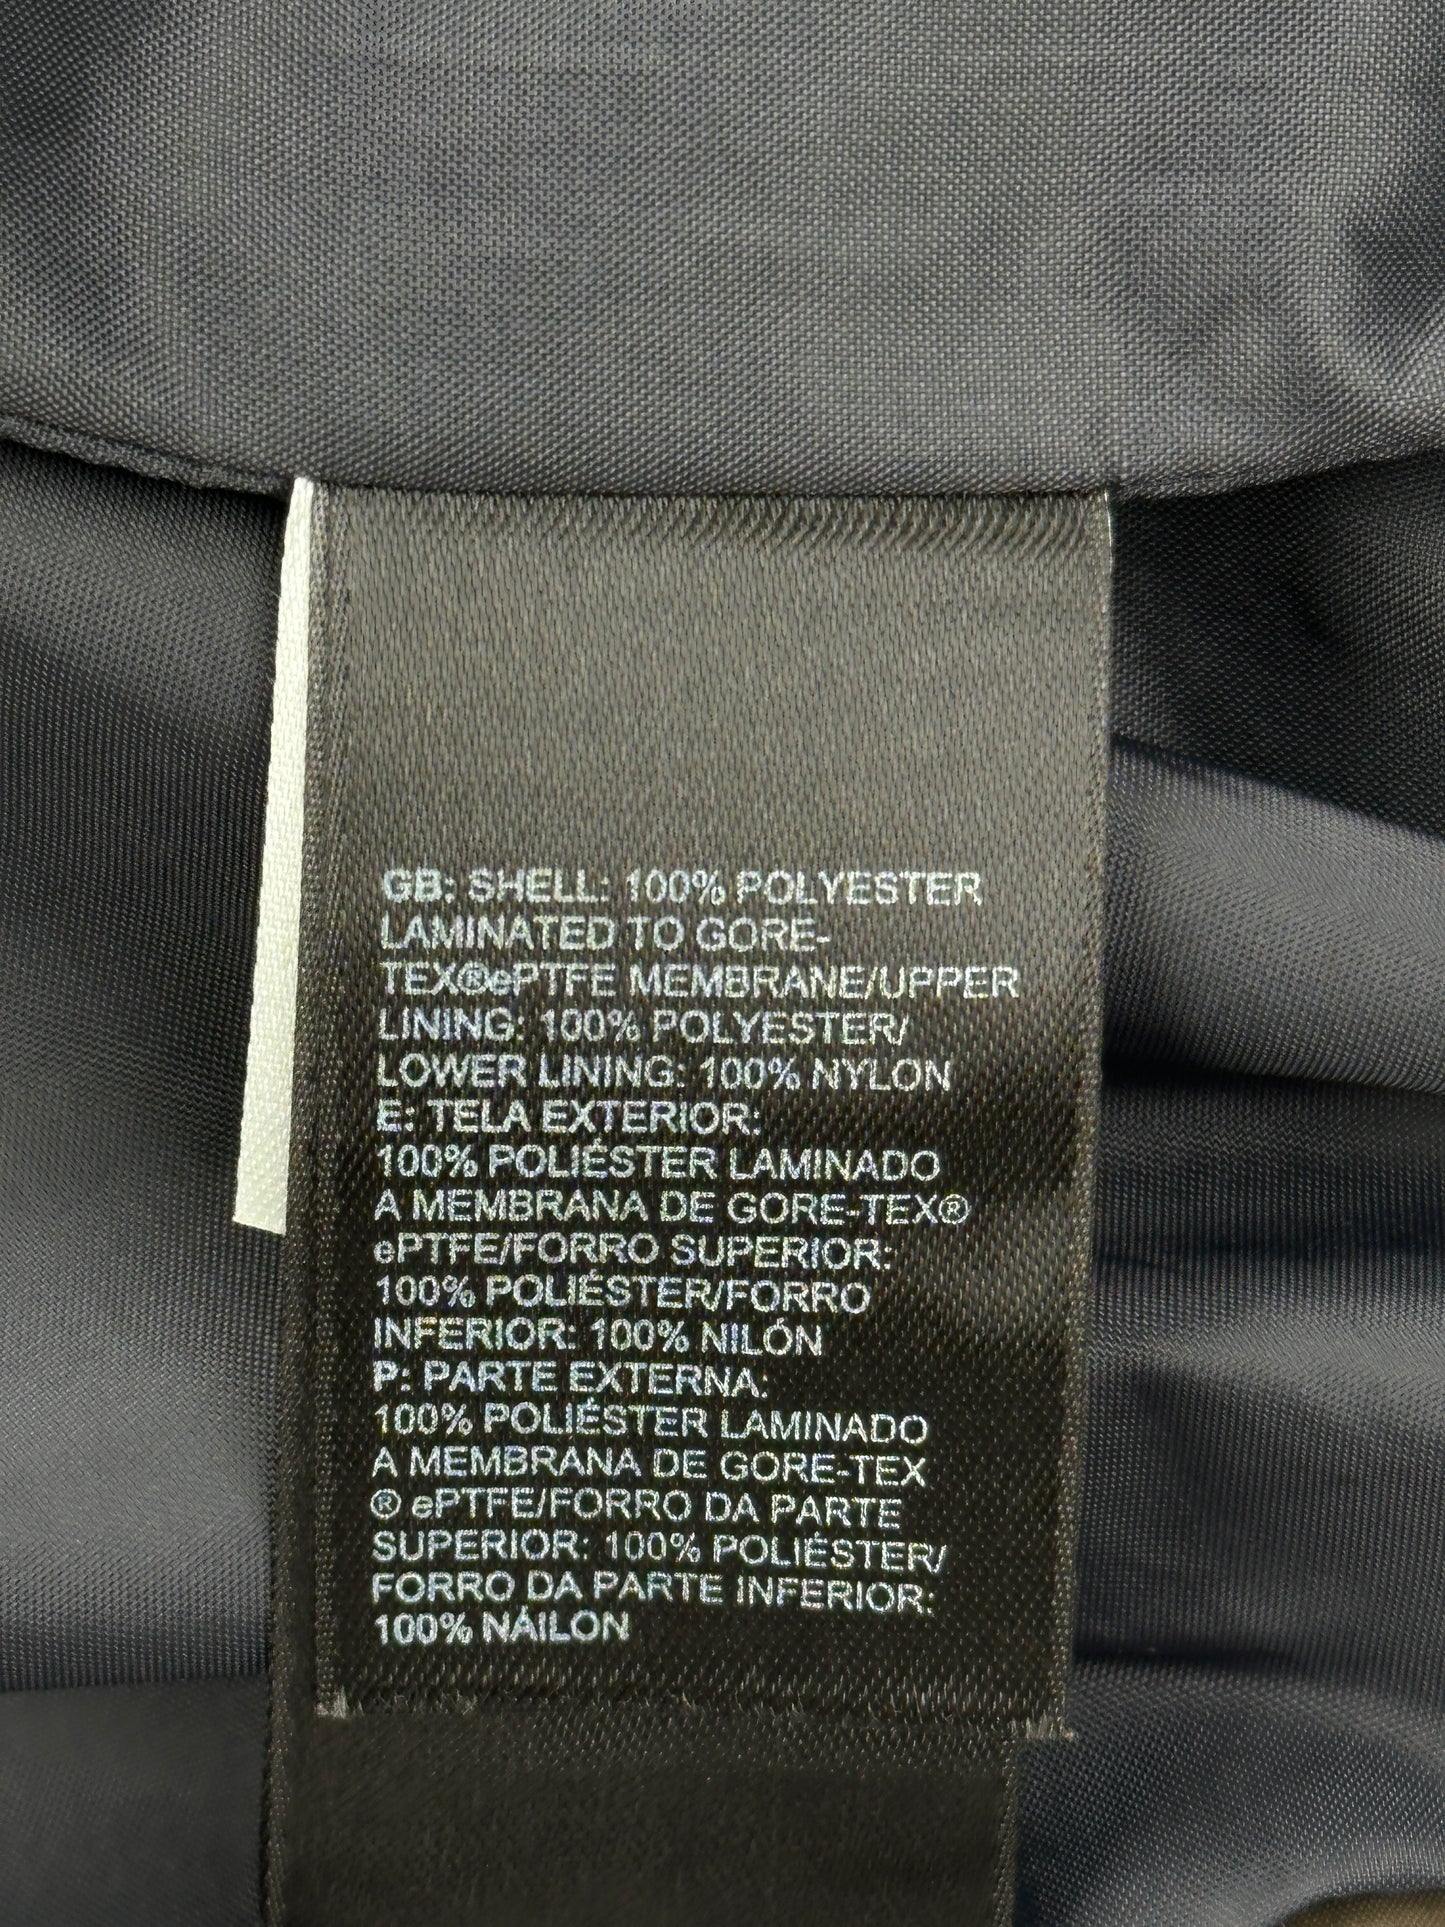 GB: SHELL: 100% POLYESTER
LAMINATED TO GORE-
TEX®ePTFE MEMBRANE/UPPER
LINING: 100% POLYESTER/
LOWER LINING: 100% NYLON
E: TELA EXTERIOR:
100% POLIÉSTER LAMINADO
A MEMBRANA DE GORE-TEX®
ePTFE/FORRO SUPERIOR:
100% POLIÉSTER/FORRO
INFERIOR: 100% NILÓN
P: PARTE EXTERNA:
100% POLIÉSTER LAMINADO
A MEMBRANA DE GORE-TEX
® ePTFE/FORRO DA PARTE
SUPERIOR: 100% POLIÉSTER/
FORRO DA PARTE INFERIOR:
100% NÁILON